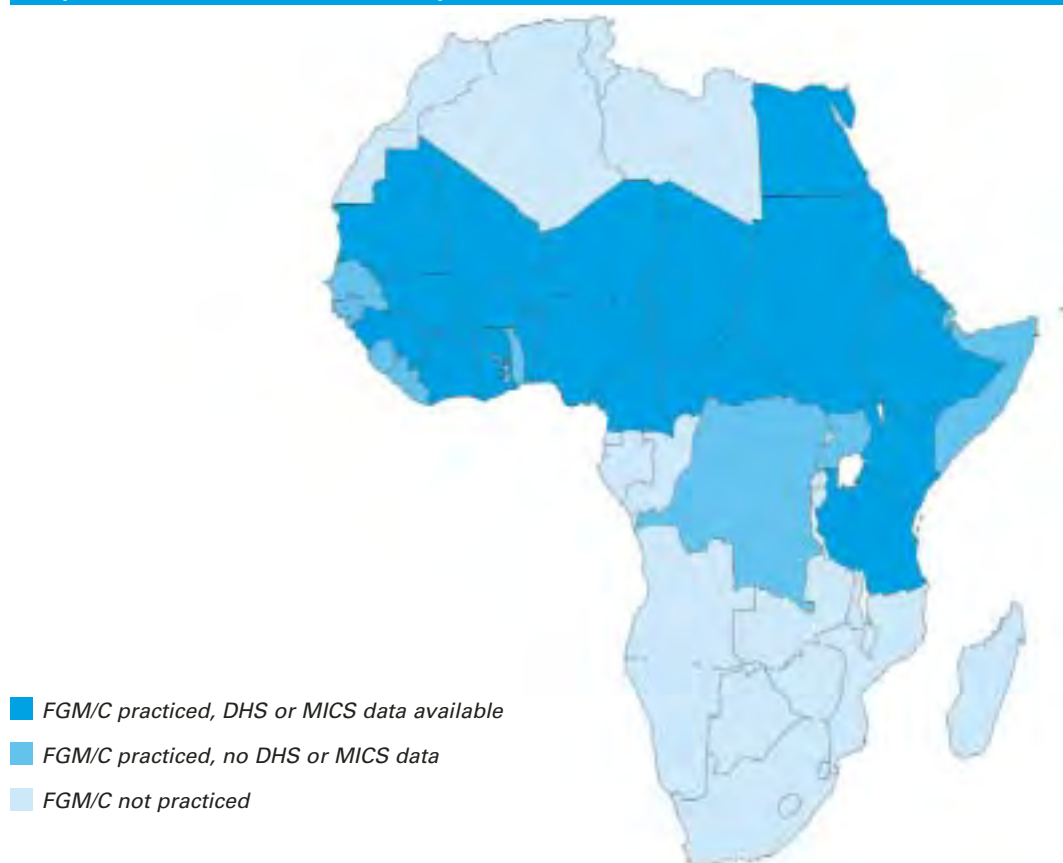 FGM/C practiced, DHS or MICS data available
FGM/C practiced, no DHS or MICS data
FGM/C not practiced